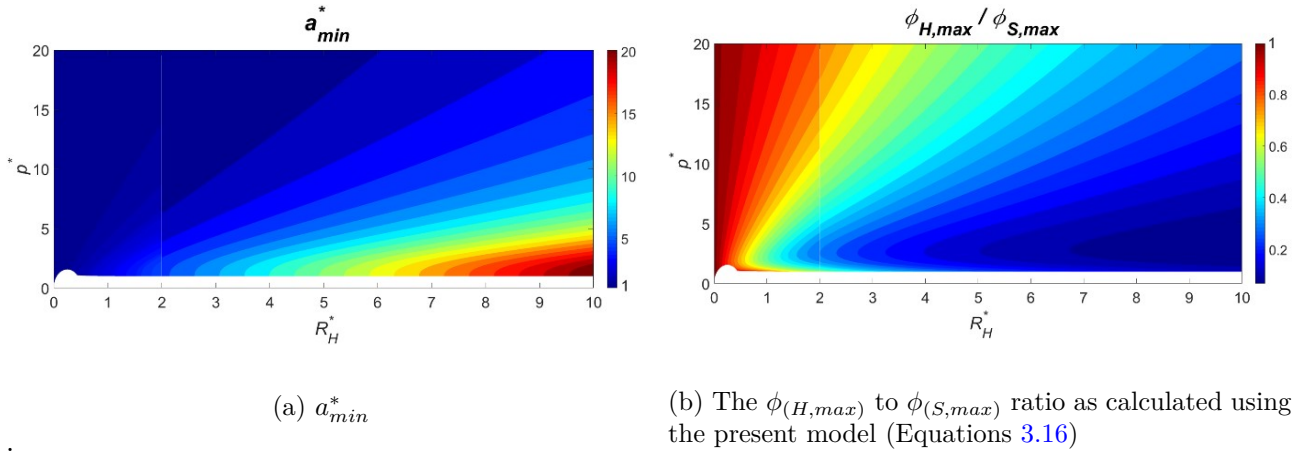 a*min
20
15
10
5
0
p*
0 1 2 3 4 5 6 7 8 9 10
R*H
20
15
10
5
1
ϕH,max / ϕS,max
20
15
10
5
0
p*
0 1 2 3 4 5 6 7 8 9 10
R*H
1
0.8
0.6
0.4
0.2
(a) a*min
.
(b) The ϕ(H,max) to ϕ(S,max) ratio as calculated using
the present model (Equations 3.16)